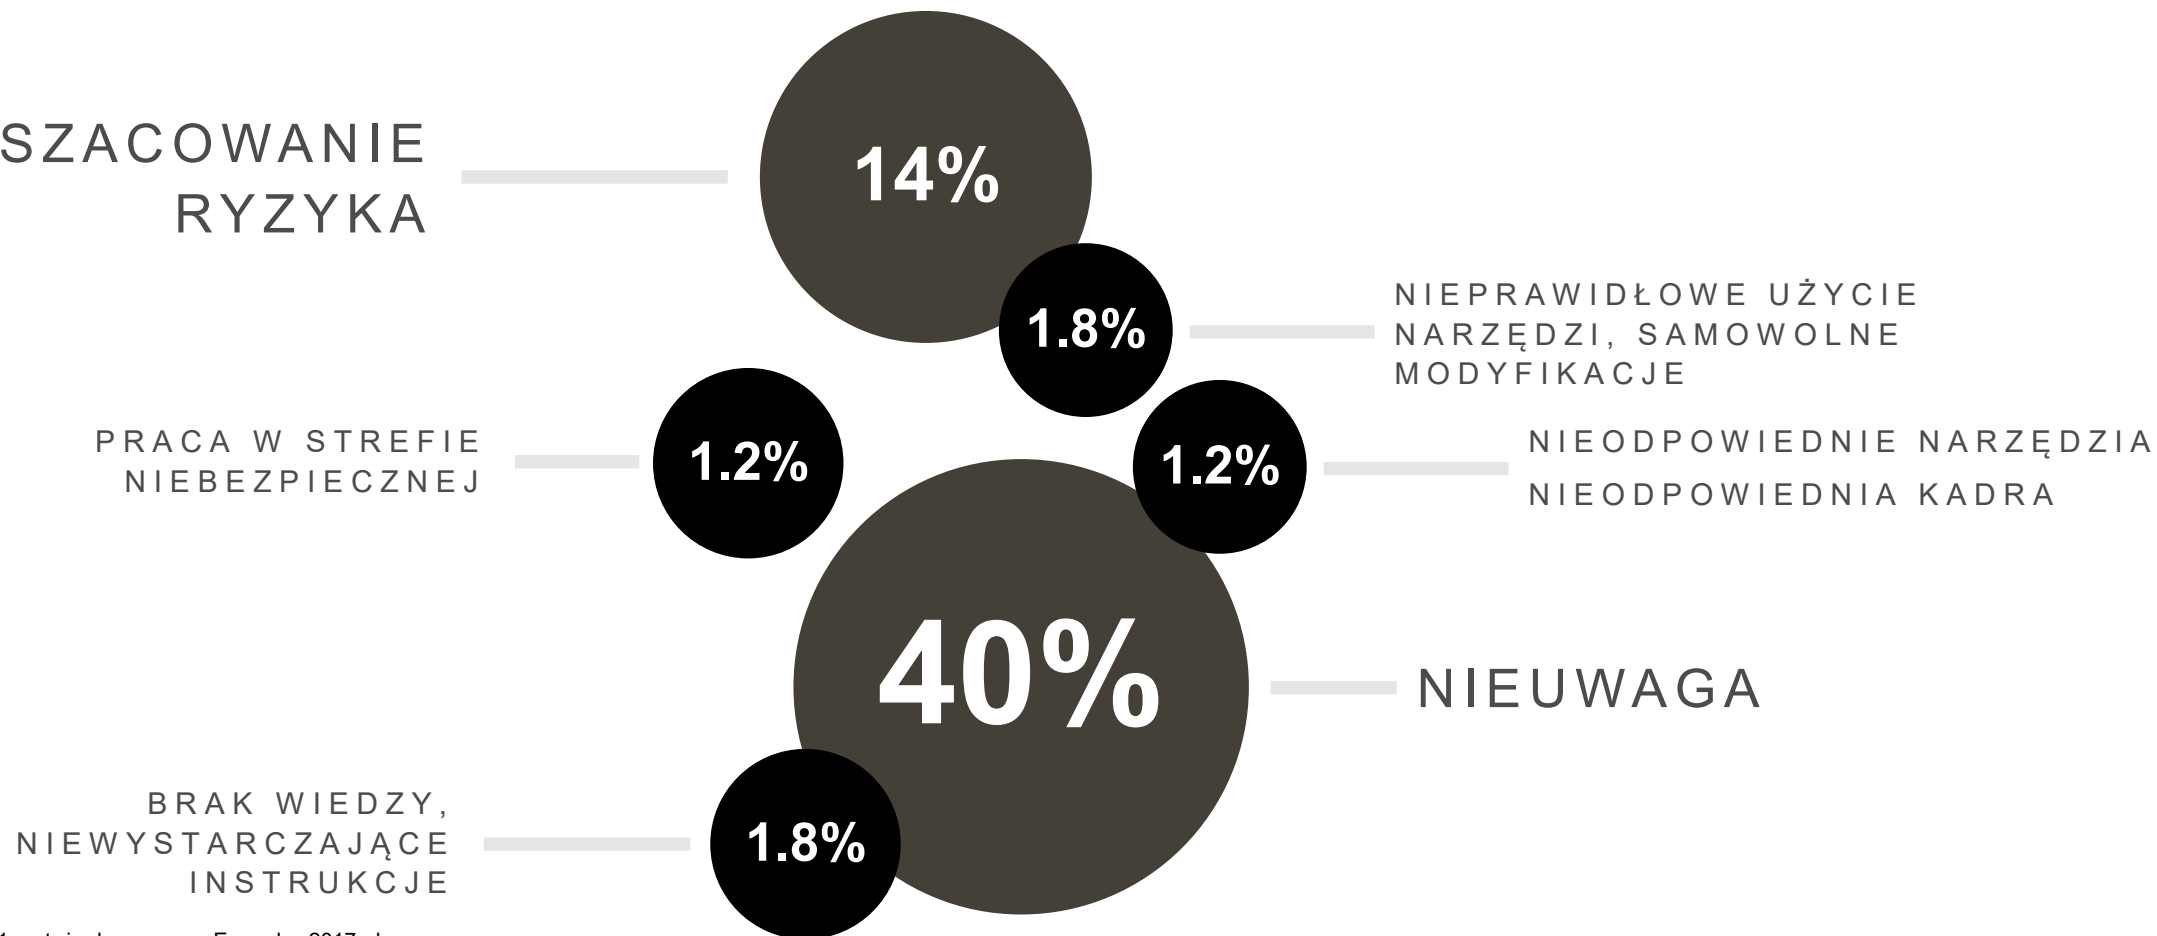 SZACOWANIE
RYZYKA
14%
1.8%
NIEPRAWIDŁOWE UŻYCIE
NARZĘDZI, SAMOWOLNE
MODYFIKACJE
PRACA W STREFIE
NIEBEZPIECZNEJ
1.2%
1.2%
NIEODPOWIEDNIE NARZĘDZIA
NIEODPOWIEDNIA KADRA
40%
NIEUWAGA
BRAK WIEDZY,
NIEWYSTARCZAJĄCE
INSTRUKCJE
1.8%